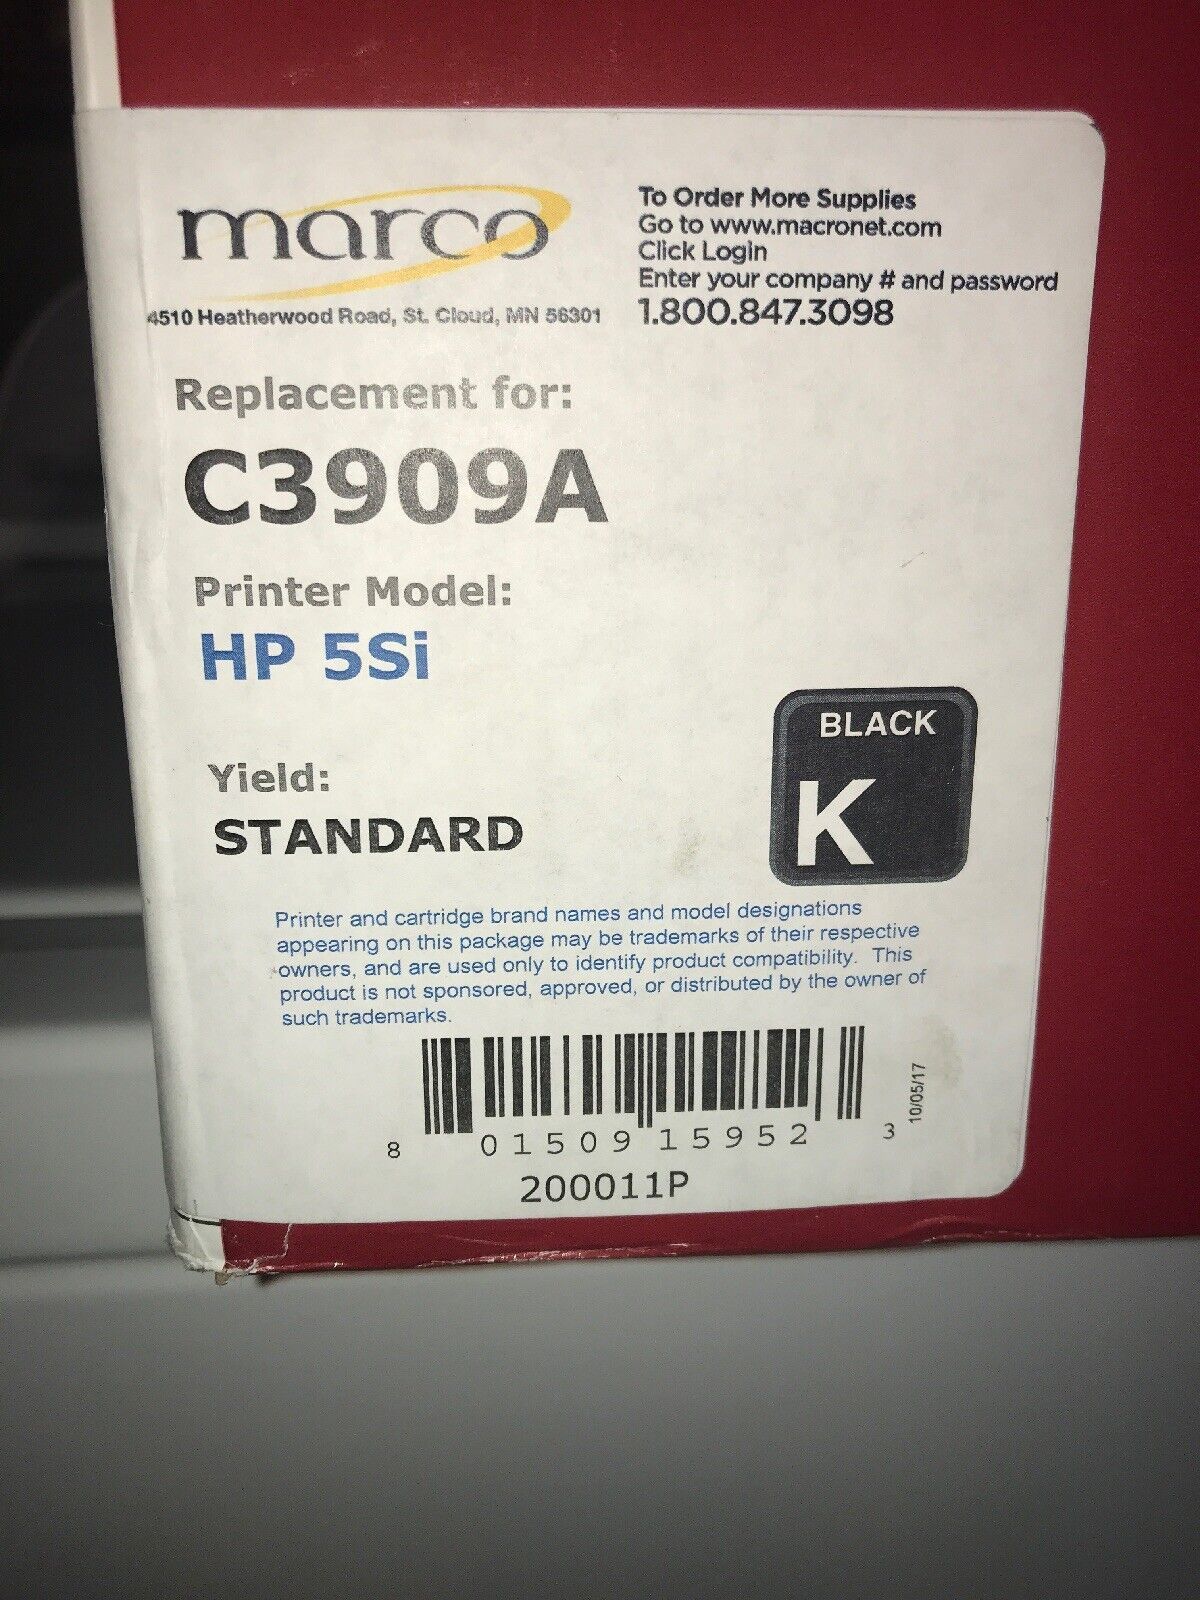 marco
4510 Heatherwood Road, St. Cloud, MN 56301
To Order More Supplies
Go to www.macronet.com
Click Login
Enter your company # and password
1.800.847.3098
Replacement for:
C3909A
Printer Model:
HP 5Si
Yield:
STANDARD
BLACK
K
Printer and cartridge brand names and model designations
appearing on this package may be trademarks of their respective
owners, and are used only to identify product compatibility. This
product is not sponsored, approved, or distributed by the owner of
such trademarks.
8 01509 15952 3
10/05/17
200011P